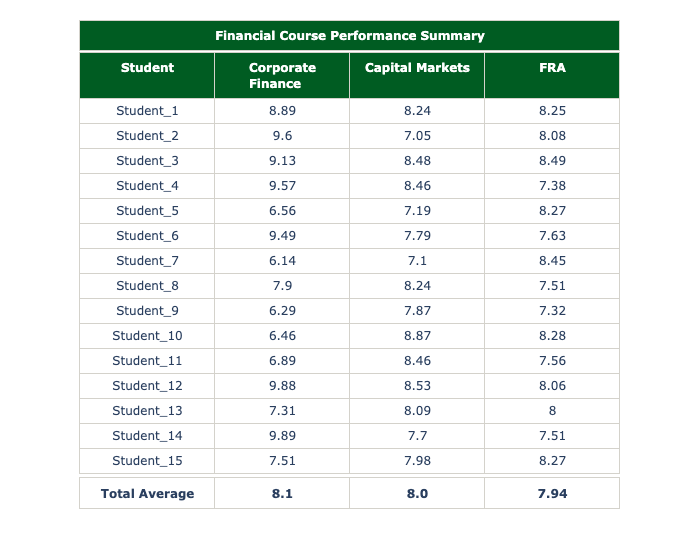 Financial Course Performance Summary
Student Corporate Finance Capital Markets FRA
Student_1 8.89 8.24 8.25
Student_2 9.6 7.05 8.08
Student_3 9.13 8.48 8.49
Student_4 9.57 8.46 7.38
Student_5 6.56 7.19 8.27
Student_6 9.49 7.79 7.63
Student_7 6.14 7.1 8.45
Student_8 7.9 8.24 7.51
Student_9 6.29 7.87 7.32
Student_10 6.46 8.87 8.28
Student_11 6.89 8.46 7.56
Student_12 9.88 8.53 8.06
Student_13 7.31 8.09 8
Student_14 9.89 7.7 7.51
Student_15 7.51 7.98 8.27
Total Average 8.1 8.0 7.94